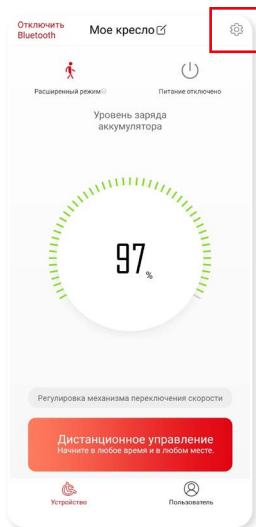 Отключить
Bluetooth
Мое кресло
Расширенный режим
Питание отключено
Уровень заряда
аккумулятора
97 %
Регулировка механизма переключения скорости
Дистанционное управление
Начните в любое время и в любом месте.
Устройство
Пользователь